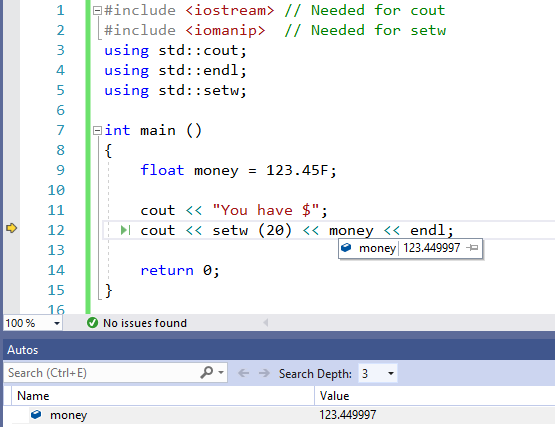 1 #include <iostream> // Needed for cout
2 #include <iomanip>  // Needed for setw
3 using std::cout;
4 using std::endl;
5 using std::setw;
6
7 int main ()
8 {
9     float money = 123.45F;
10
11     cout << "You have $";
12     cout << setw (20) << money << endl;
money 123.449997
13
14     return 0;
15 }
16
100 % No issues found
Autos
Search (Ctrl+E) Search Depth: 3
Name Value
money 123.449997